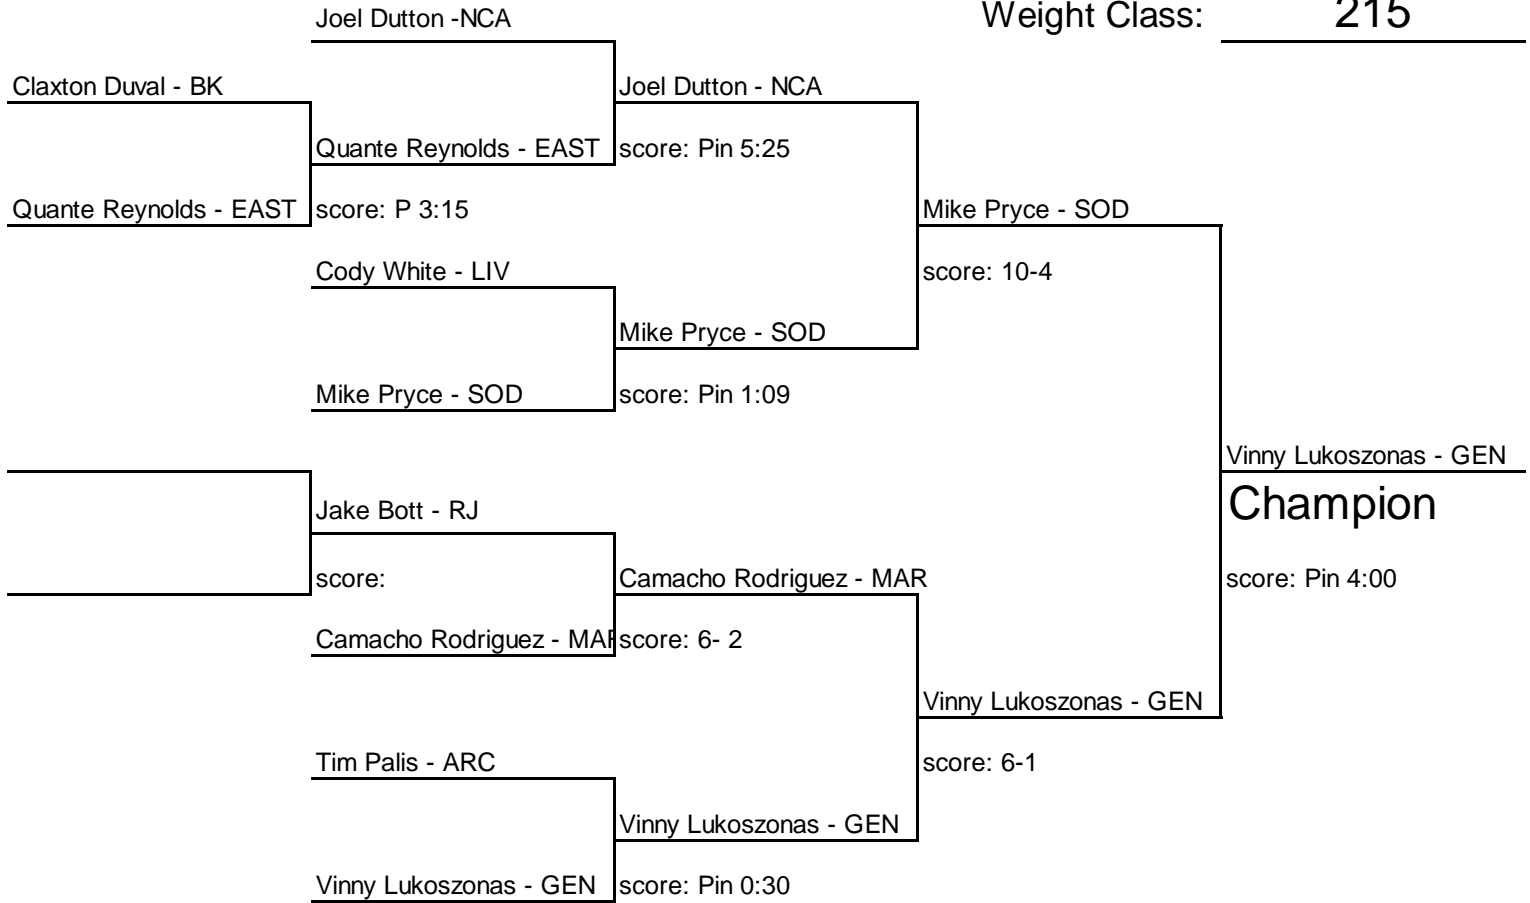 Joel Dutton -NCA
Weight Class: 215
Claxton Duval - BK
Joel Dutton - NCA
Quante Reynolds - EAST
score: Pin 5:25
Quante Reynolds - EAST
score: P 3:15
Mike Pryce - SOD
Cody White - LIV
score: 10-4
Mike Pryce - SOD
Mike Pryce - SOD
score: Pin 1:09
Vinny Lukoszonas - GEN
Jake Bott - RJ
Champion
score:
Camacho Rodriguez - MAR
score: Pin 4:00
Camacho Rodriguez - MAR
score: 6- 2
Vinny Lukoszonas - GEN
Tim Palis - ARC
score: 6-1
Vinny Lukoszonas - GEN
Vinny Lukoszonas - GEN
score: Pin 0:30